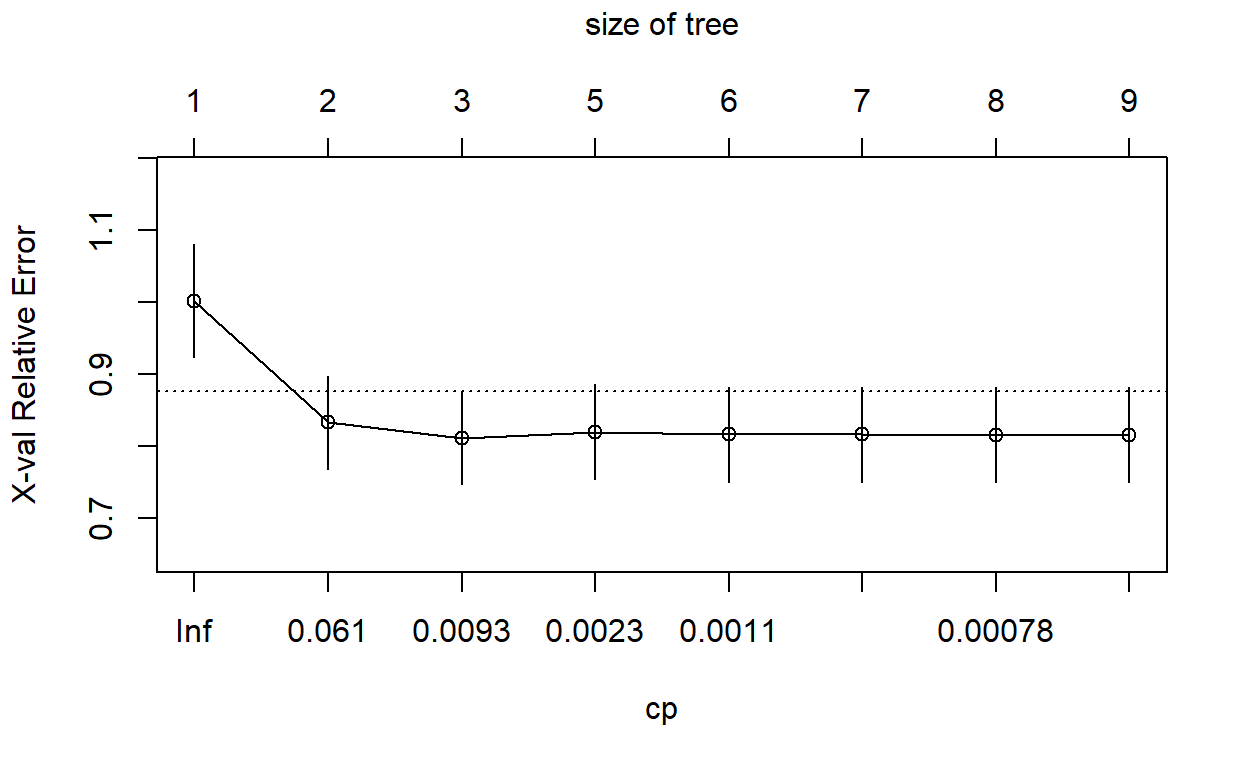 size of tree
1 2 3 5 6 7 8 9
X-val Relative Error
1.1
0.9
0.7
Inf 0.061 0.0093 0.0023 0.0011 0.00078
cp